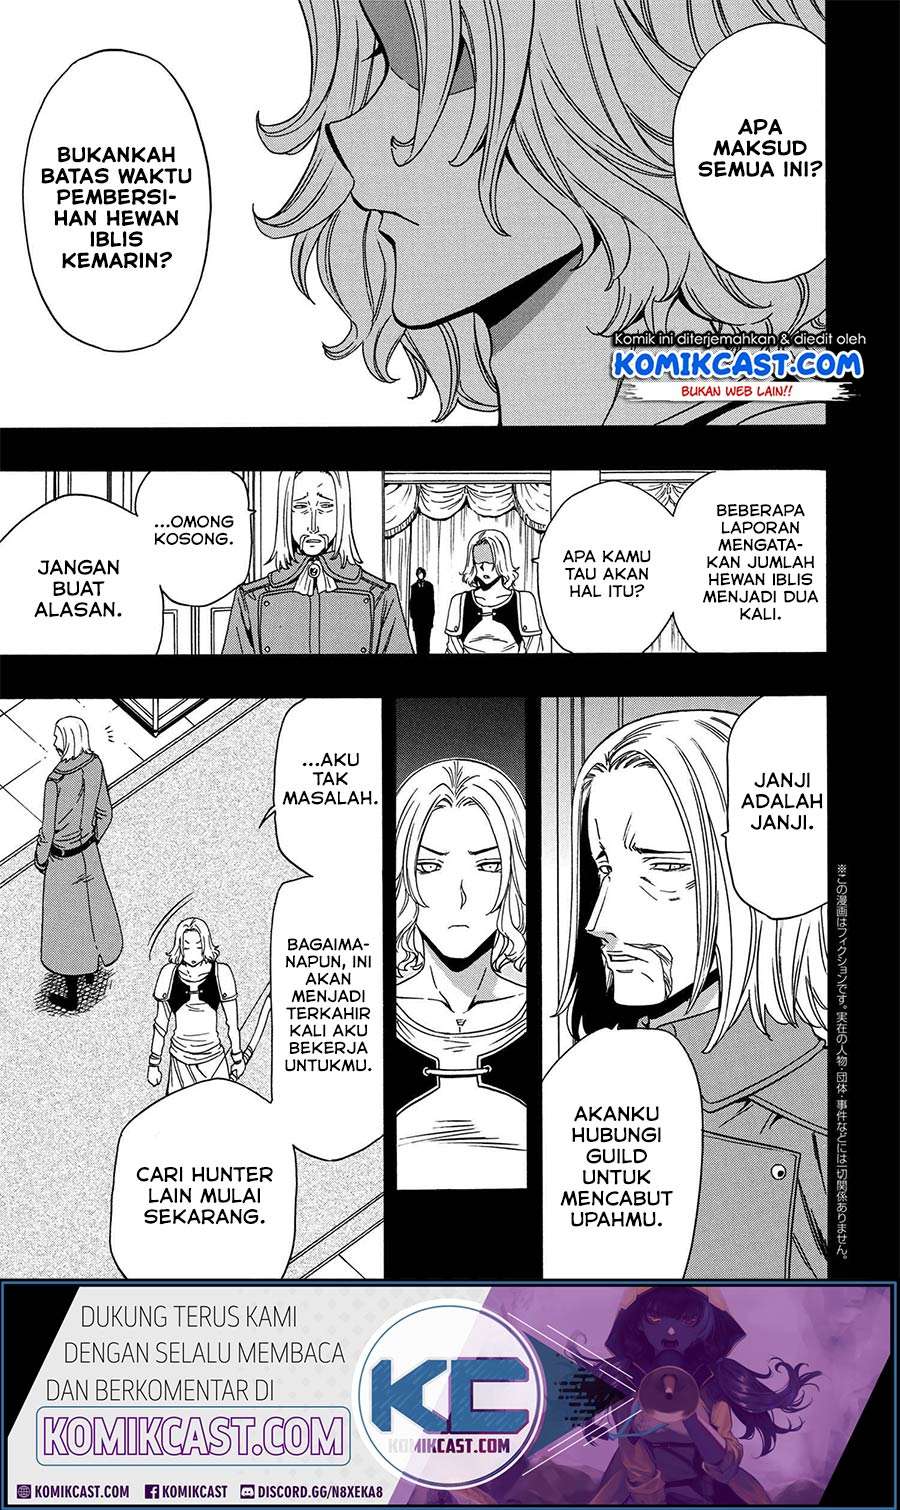 APA
MAKSUD
SEMUA INI?
BUKANKAH
BATAS WAKTU
PEMBERSI-
HAN HEWAN
IBLIS
KEMARIN?
Komik ini diterjemahkan & diedit oleh
KOMIKCAST.COM
BUKAN WEB LAIN!!
BEBERAPA
LAPORAN
MENGATA-
KAN JUMLAH
HEWAN IBLIS
MENJADI DUA
KALI.
APA KAMU
TAU AKAN
HAL ITU?
...OMONG
KOSONG.
JANGAN
BUAT
ALASAN.
JANJI
ADALAH
JANJI.
AKANKU
HUBUNGI
GUILD
UNTUK
MENCABUT
UPAHMU.
...AKU
TAK
MASALAH.
BAGAIMA-
NAPUN, INI
AKAN
MENJADI
TERKAHIR
KALI AKU
BEKERJA
UNTUKMU.
CARI HUNTER
LAIN MULAI
SEKARANG.
※この漫画はフィクションです。実在の人物・団体・事件などには一切関係ありません。
DUKUNG TERUS KAMI
DENGAN SELALU MEMBACA
DAN BERKOMENTAR DI
KOMIKCAST.COM
KC
KOMIKCAST.COM
KOMIKCAST.COM
KOMIKCAST
DISCORD.GG/N8XEKA8